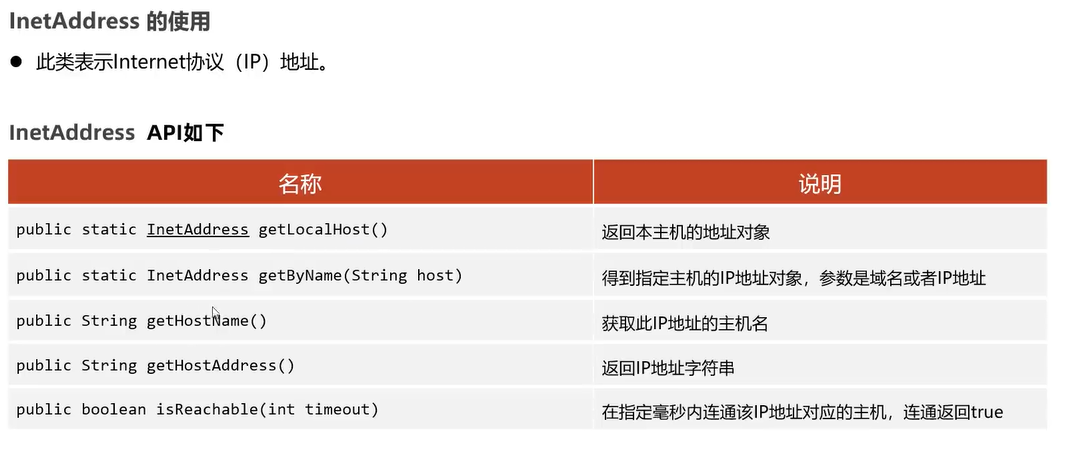 InetAddress 的使用
● 此类表示Internet协议（IP）地址。
InetAddress API如下
名称 说明
public static InetAddress getLocalHost() 返回本主机的地址对象
public static InetAddress getByName(String host) 得到指定主机的IP地址对象，参数是域名或者IP地址
public String getHostName() 获取此IP地址的主机名
public String getHostAddress() 返回IP地址字符串
public boolean isReachable(int timeout) 在指定毫秒内连通该IP地址对应的主机，连通返回true